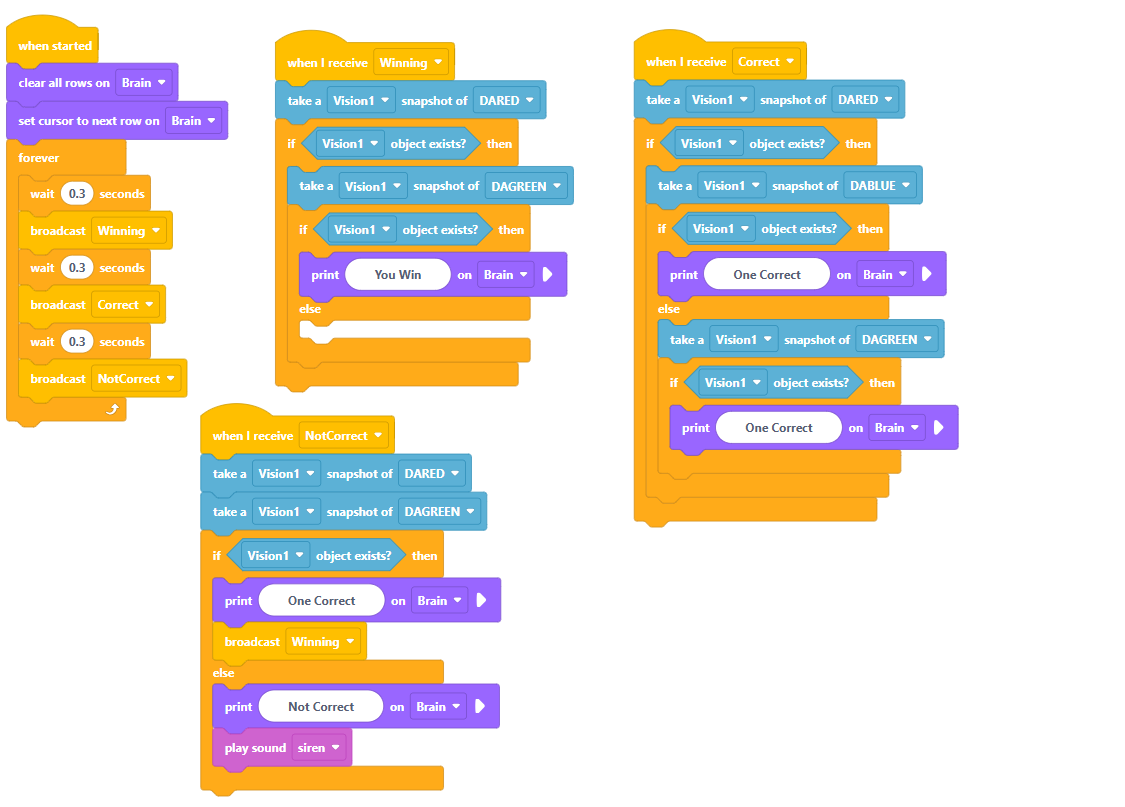 when started
clear all rows on Brain
set cursor to next row on Brain
forever
wait 0.3 seconds
broadcast Winning
wait 0.3 seconds
broadcast Correct
wait 0.3 seconds
broadcast NotCorrect
when I receive Winning
take a Vision1 snapshot of DARED
if Vision1 object exists? then
take a Vision1 snapshot of DAGREEN
if Vision1 object exists? then
print You Win on Brain
else
when I receive Correct
take a Vision1 snapshot of DARED
if Vision1 object exists? then
take a Vision1 snapshot of DABLUE
if Vision1 object exists? then
print One Correct on Brain
else
take a Vision1 snapshot of DAGREEN
if Vision1 object exists? then
print One Correct on Brain
when I receive NotCorrect
take a Vision1 snapshot of DARED
take a Vision1 snapshot of DAGREEN
if Vision1 object exists? then
print One Correct on Brain
broadcast Winning
else
print Not Correct on Brain
play sound siren